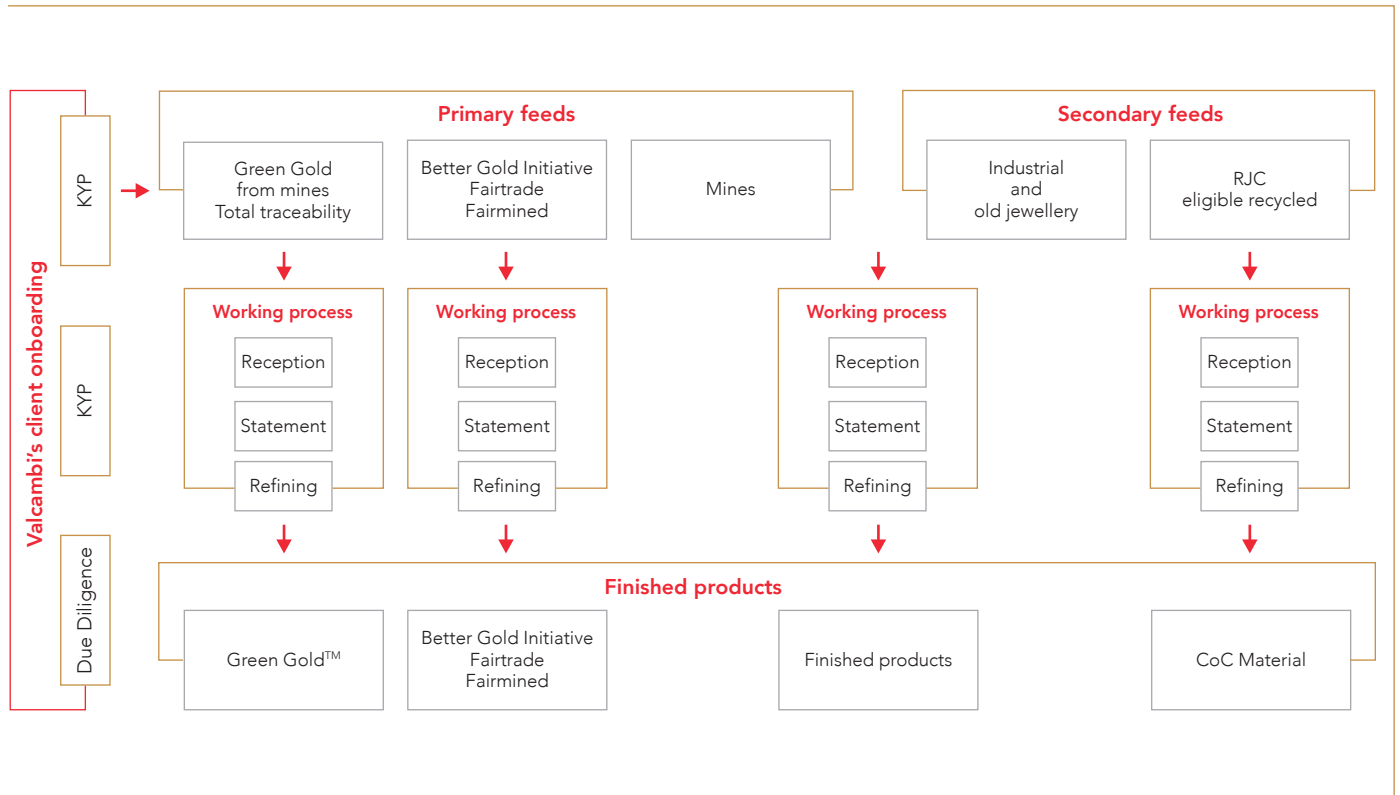 Valcambi's client onboarding
KYP
KYP
Due Diligence
Primary feeds
Green Gold
from mines
Total traceability
Better Gold Initiative
Fairtrade
Fairmined
Mines
Secondary feeds
Industrial
and
old jewellery
RJC
eligible recycled
Working process
Reception
Statement
Refining
Working process
Reception
Statement
Refining
Working process
Reception
Statement
Refining
Working process
Reception
Statement
Refining
Finished products
Green Gold™
Better Gold Initiative
Fairtrade
Fairmined
Finished products
CoC Material